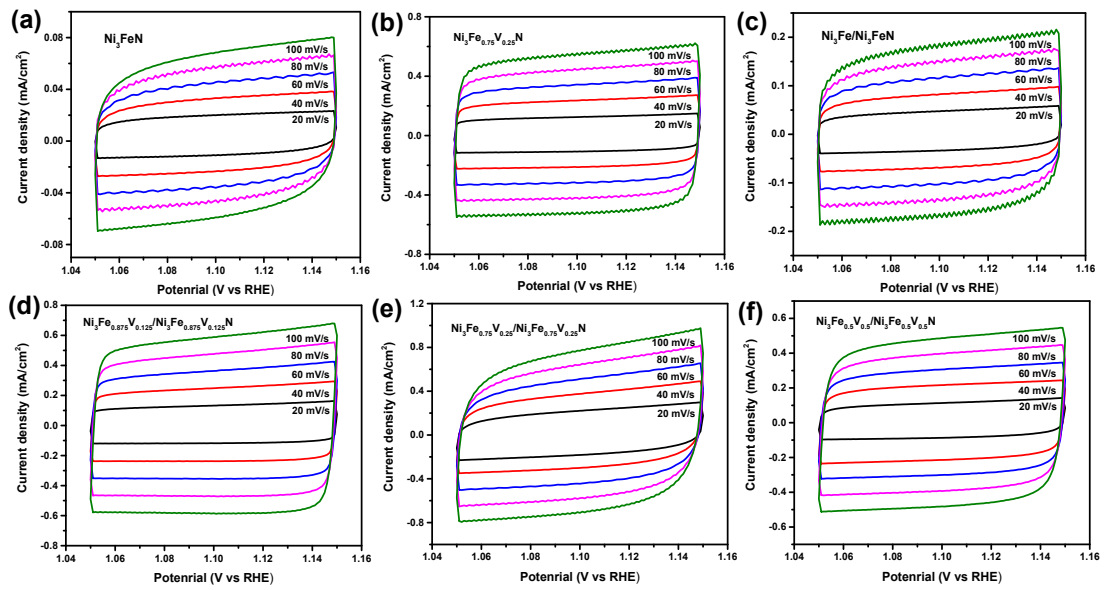 (a)
Ni3FeN
100 mV/s
80 mV/s
60 mV/s
40 mV/s
20 mV/s
0.08
0.04
0.00
-0.04
-0.08
1.04 1.06 1.08 1.10 1.12 1.14 1.16
Current density (mA/cm2)
Potenrial (V vs RHE)
(b)
Ni3Fe0.75V0.25N
100 mV/s
80 mV/s
60 mV/s
40 mV/s
20 mV/s
0.8
0.4
0.0
-0.4
-0.8
1.04 1.06 1.08 1.10 1.12 1.14 1.16
Current density (mA/cm2)
Potenrial (V vs RHE)
(c)
Ni3Fe/Ni3FeN
100 mV/s
80 mV/s
60 mV/s
40 mV/s
20 mV/s
0.2
0.1
0.0
-0.1
-0.2
1.04 1.06 1.08 1.10 1.12 1.14 1.16
Current density (mA/cm2)
Potenrial (V vs RHE)
(d)
Ni3Fe0.875V0.125/Ni3Fe0.875V0.125N
100 mV/s
80 mV/s
60 mV/s
40 mV/s
20 mV/s
0.8
0.6
0.4
0.2
0.0
-0.2
-0.4
-0.6
-0.8
1.04 1.06 1.08 1.10 1.12 1.14 1.16
Current density (mA/cm2)
Potenrial (V vs RHE)
(e)
Ni3Fe0.75V0.25/Ni3Fe0.75V0.25N
100 mV/s
80 mV/s
60 mV/s
40 mV/s
20 mV/s
1.2
0.8
0.4
0.0
-0.4
-0.8
1.04 1.06 1.08 1.10 1.12 1.14 1.16
Current density (mA/cm2)
Potenrial (V vs RHE)
(f)
Ni3Fe0.5V0.5/Ni3Fe0.5V0.5N
100 mV/s
80 mV/s
60 mV/s
40 mV/s
20 mV/s
0.6
0.4
0.2
0.0
-0.2
-0.4
-0.6
1.04 1.06 1.08 1.10 1.12 1.14 1.16
Current density (mA/cm2)
Potenrial (V vs RHE)